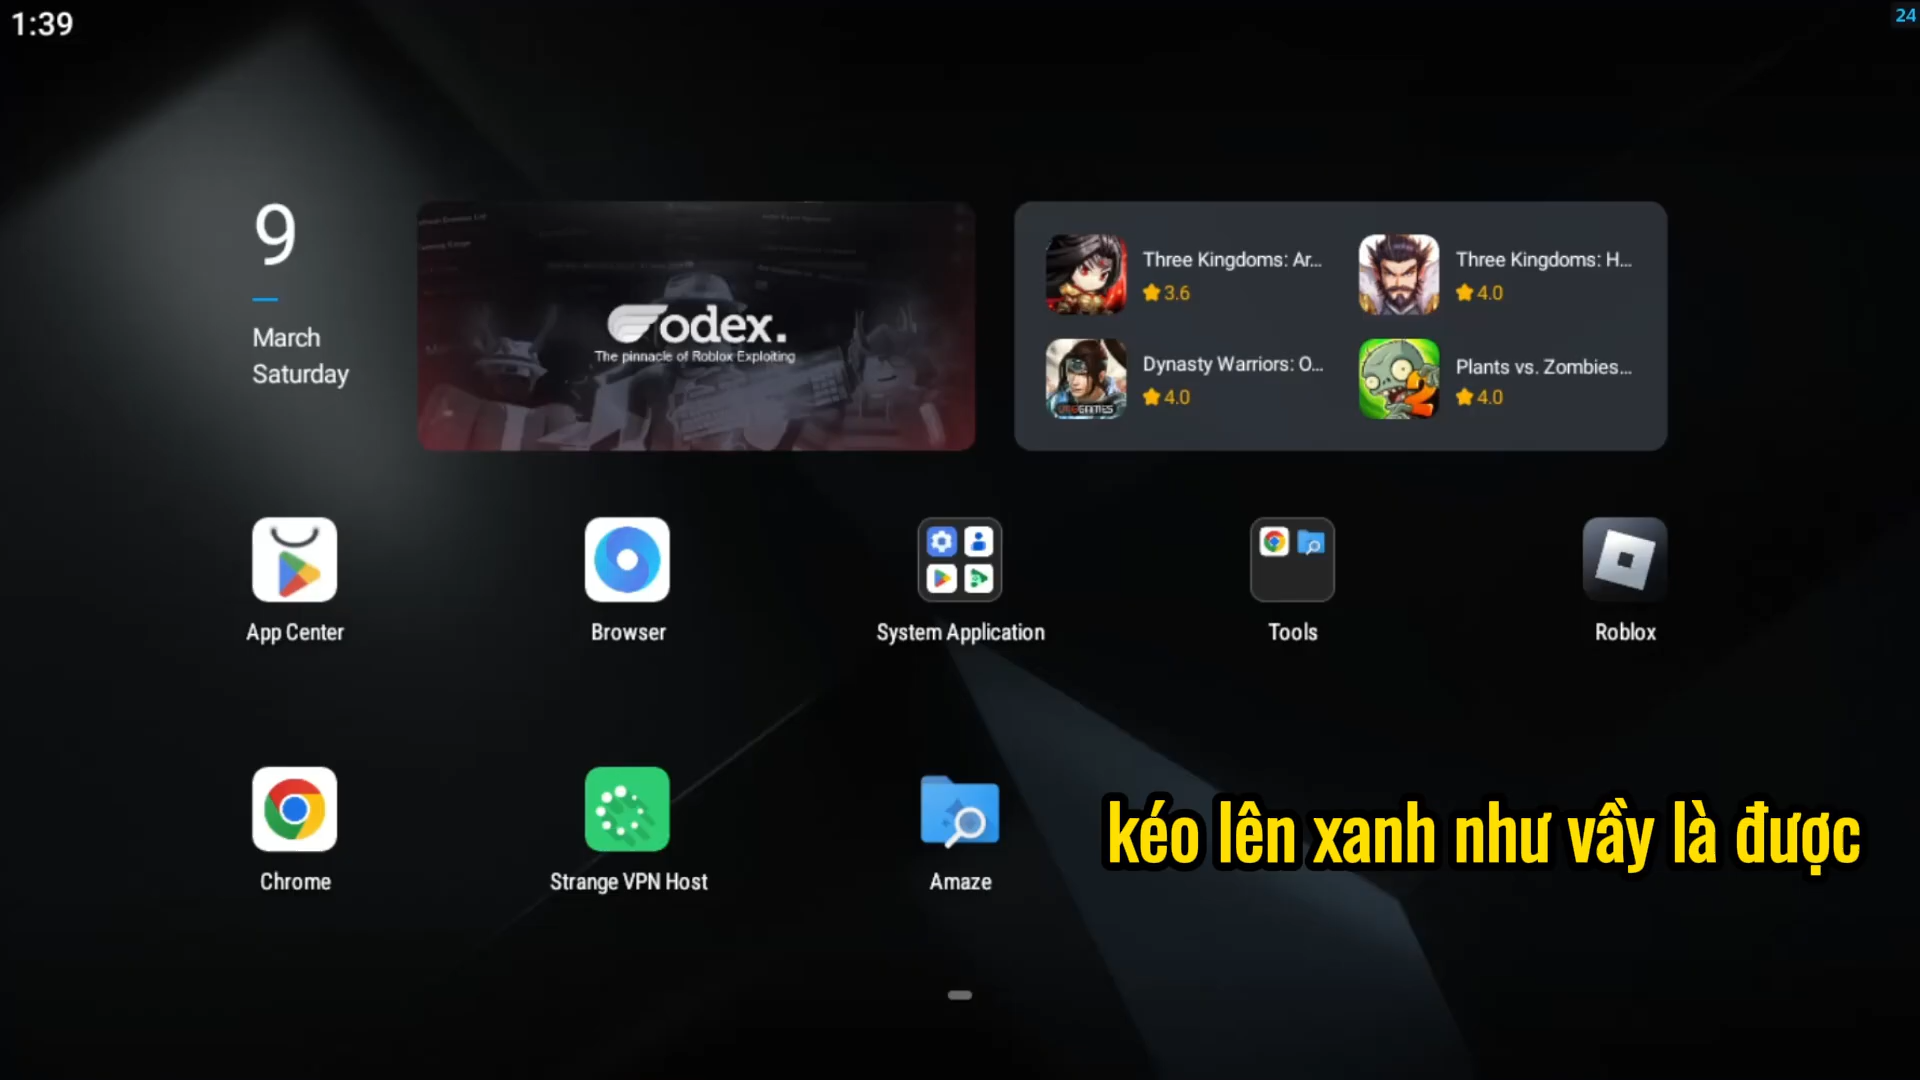 1:39
24
9
March
Saturday
odex.
The pinnacle of Roblox Exploiting
Three Kingdoms: Ar...
3.6
Three Kingdoms: H...
4.0
Dynasty Warriors: O...
4.0
Plants vs. Zombies...
4.0
App Center
Browser
System Application
Tools
Roblox
Chrome
Strange VPN Host
Amaze
kéo lên xanh như vầy là được